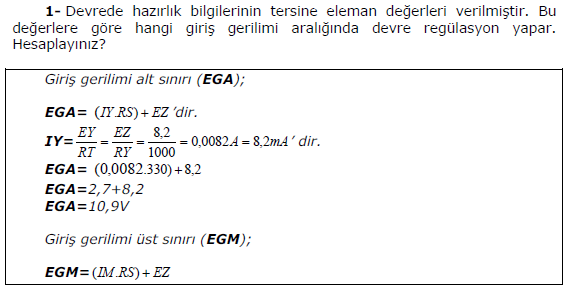 1- Devrede hazırlık bilgilerinin tersine eleman değerleri verilmiştir. Bu
değerlere göre hangi giriş gerilimi aralığında devre regülasyon yapar.
Hesaplayınız?
Giriş gerilimi alt sınırı (EGA);
EGA= (IY.RS)+EZ 'dir.
IY= EY/RT = EZ/RY = 8,2/1000 = 0,0082A = 8,2mA' dir.
EGA= (0,0082.330)+8,2
EGA=2,7+8,2
EGA=10,9V
Giriş gerilimi üst sınırı (EGM);
EGM=(IM.RS)+EZ